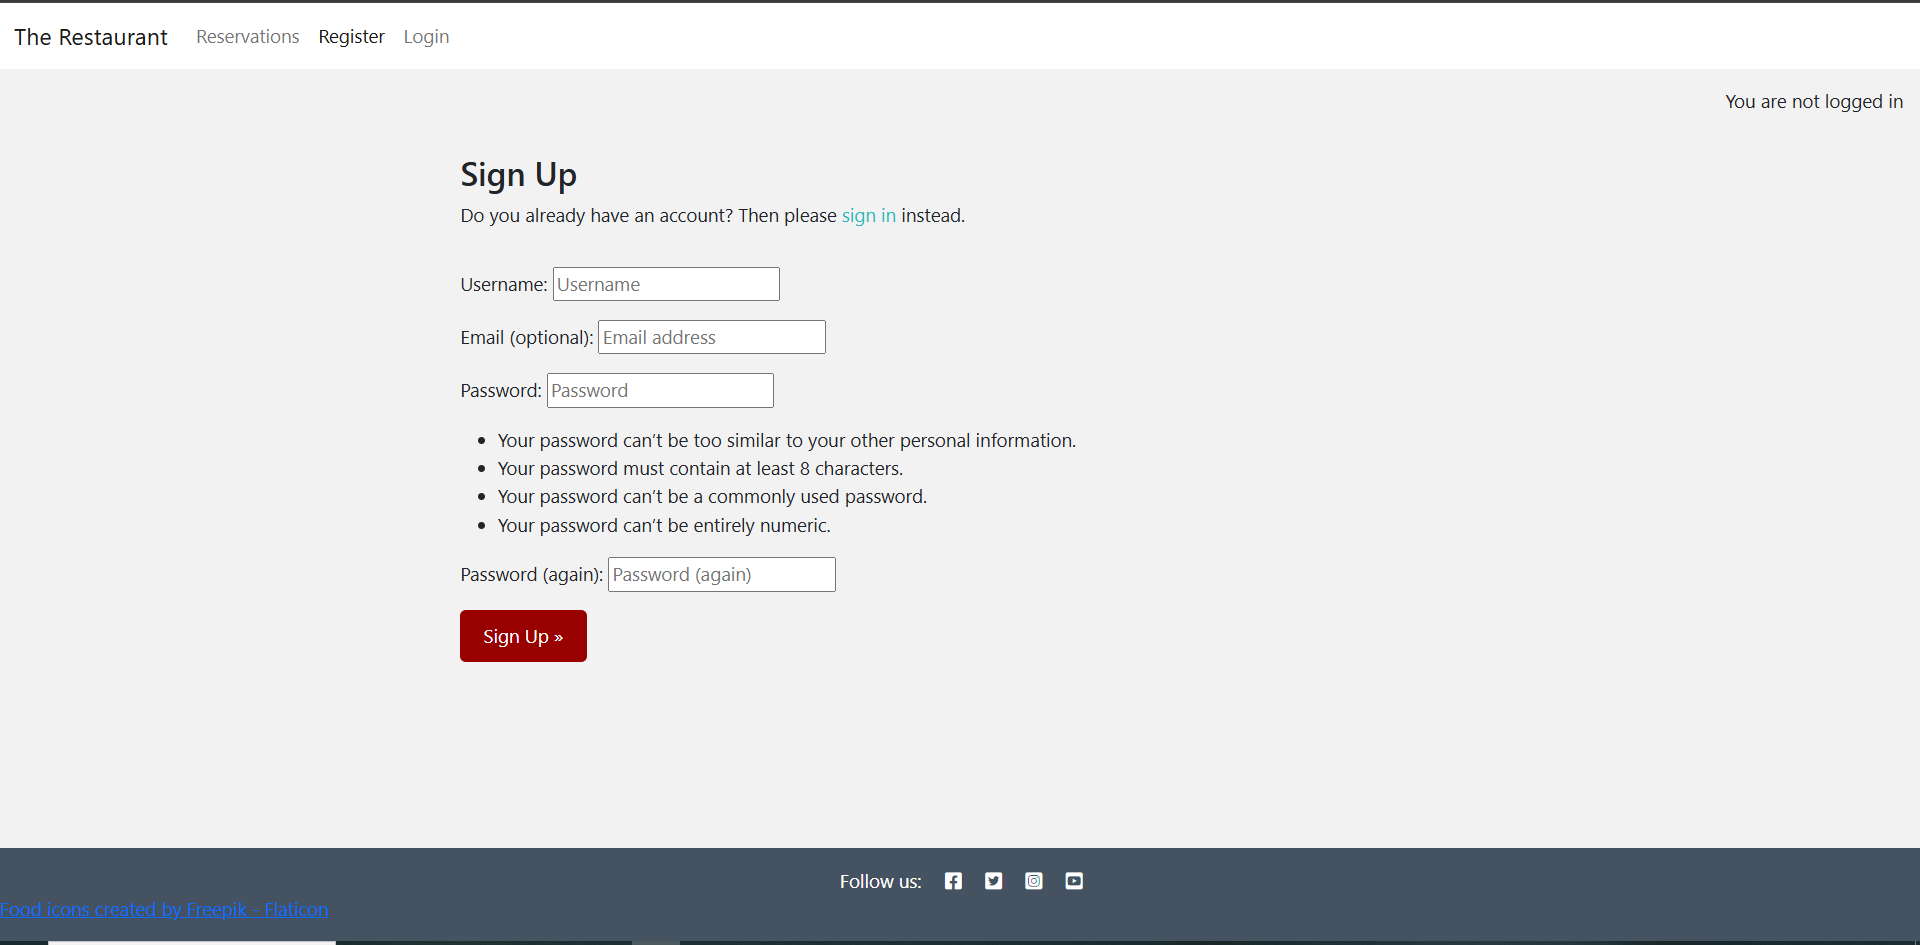 The Restaurant Reservations Register Login
You are not logged in
Sign Up
Do you already have an account? Then please sign in instead.
Username: Username
Email (optional): Email address
Password: Password
• Your password can’t be too similar to your other personal information.
• Your password must contain at least 8 characters.
• Your password can’t be a commonly used password.
• Your password can’t be entirely numeric.
Password (again): Password (again)
Sign Up »
Follow us:
Food icons created by Freepik - Flaticon